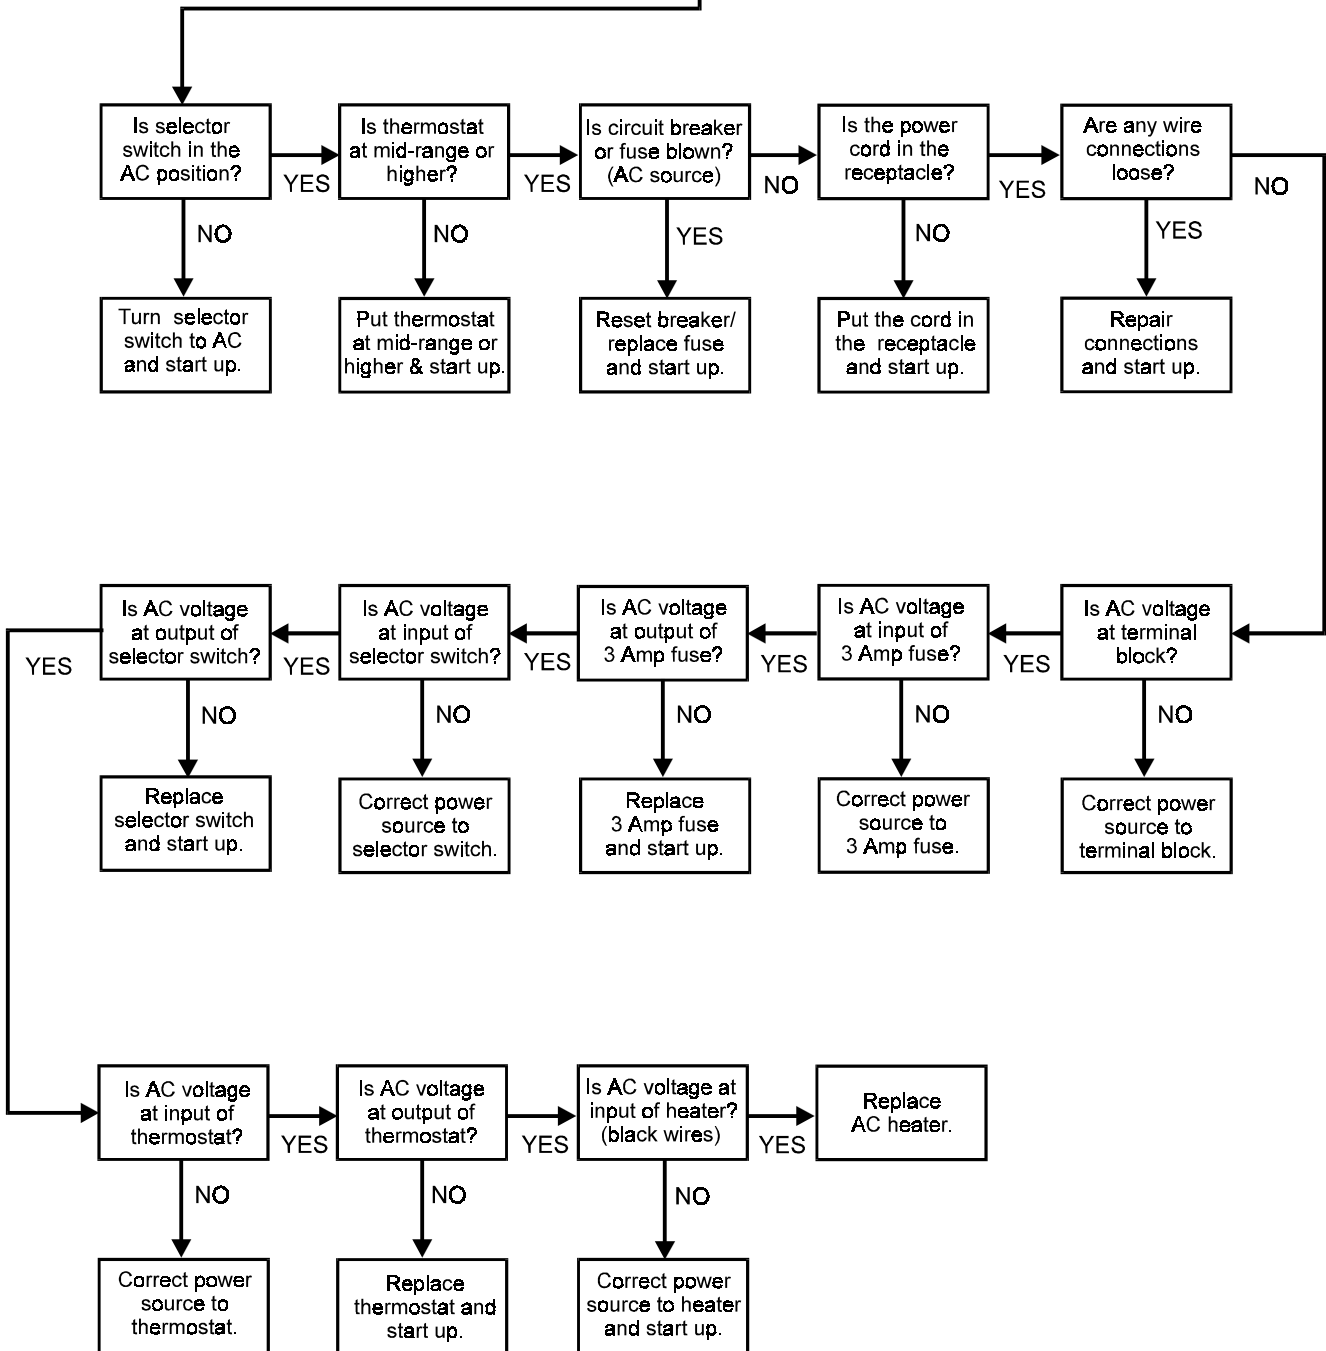 Is selector
switch in the
AC position?
YES
Is thermostat
at mid-range or
higher?
YES
Is circuit breaker
or fuse blown?
(AC source)
NO
Is the power
cord in the
receptacle?
YES
Are any wire
connections
loose?
NO
NO
NO
YES
NO
YES
Turn selector
switch to AC
and start up.
Put thermostat
at mid-range or
higher & start up.
Reset breaker/
replace fuse
and start up.
Put the cord in
the receptacle
and start up.
Repair
connections
and start up.
YES
Is AC voltage
at output of
selector switch?
YES
Is AC voltage
at input of
selector switch?
YES
Is AC voltage
at output of
3 Amp fuse?
YES
Is AC voltage
at input of
3 Amp fuse?
YES
Is AC voltage
at terminal
block?
NO
NO
NO
NO
NO
Replace
selector switch
and start up.
Correct power
source to
selector switch.
Replace
3 Amp fuse
and start up.
Correct power
source to
3 Amp fuse.
Correct power
source to
terminal block.
Is AC voltage
at input of
thermostat?
YES
Is AC voltage
at output of
thermostat?
YES
Is AC voltage at
input of heater?
(black wires)
YES
Replace
AC heater.
NO
NO
NO
Correct power
source to
thermostat.
Replace
thermostat and
start up.
Correct power
source to heater
and start up.